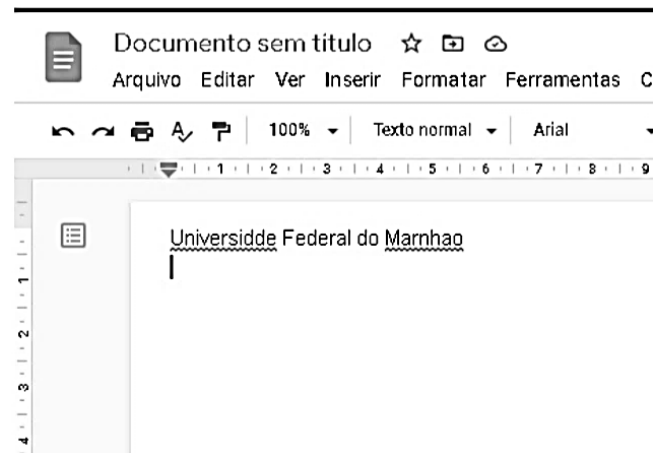 Documento sem titulo
Arquivo Editar Ver Inserir Formatar Ferramentas C
100% Texto normal Arial
1 2 3 4 5 6 7 8 9
Universidde Federal do Marnhao
1
2
3
4